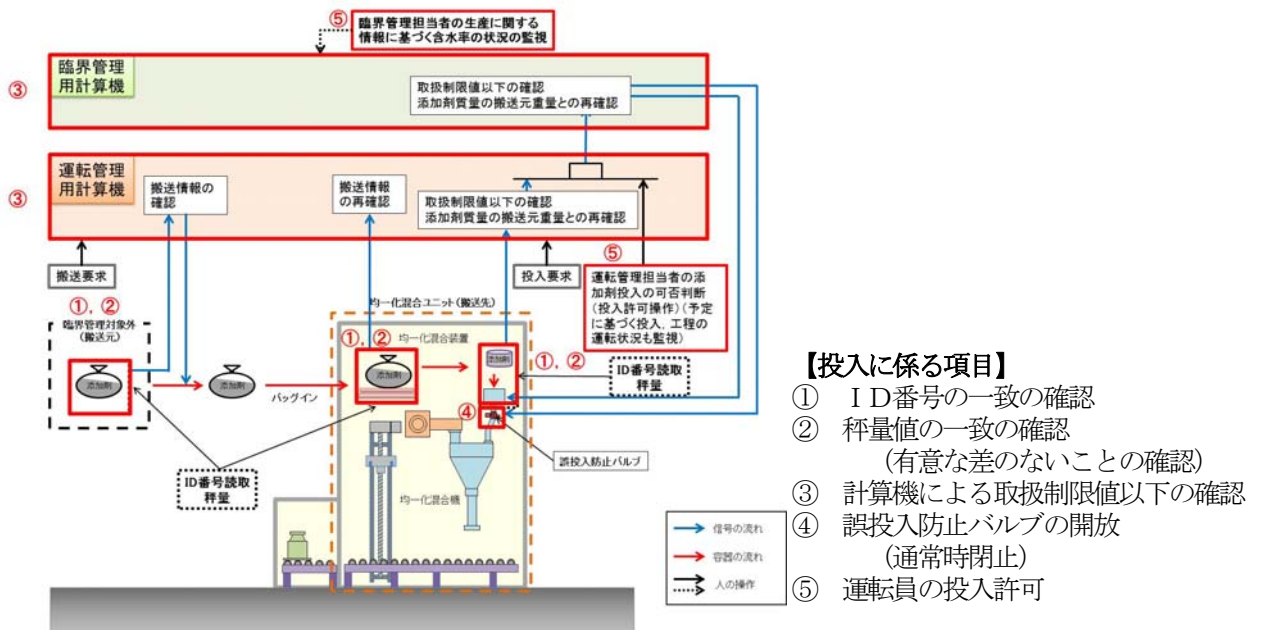 ⑤
臨界管理担当者の生産に関する
情報に基づく含水率の状況の監視
臨界管理
用計算機
③
取扱制限値以下の確認
添加剤質量の搬送元重量との再確認
運転管理
用計算機
③
搬送情報の
確認
搬送情報
の再確認
取扱制限値以下の確認
添加剤質量の搬送元重量との再確認
搬送要求
投入要求
⑤
運転管理担当者の添
加剤投入の可否判断
(投入許可操作)(予定
に基づく投入、工程の
運転状況も監視)
①, ②
臨界管理対象外
(搬送元)
添加剤
添加剤
バッグイン
均一化混合ユニット(搬送先)
①, ②
均一化混合装置
添加剤
添加剤
①, ②
ID番号読取
秤量
④
誤投入防止バルブ
ID番号読取
秤量
均一化混合機
信号の流れ
容器の流れ
人の操作
【投入に係る項目】
① ID番号の一致の確認
② 秤量値の一致の確認
(有意な差のないことの確認)
③ 計算機による取扱制限値以下の確認
④ 誤投入防止バルブの開放
(通常時閉止)
⑤ 運転員の投入許可